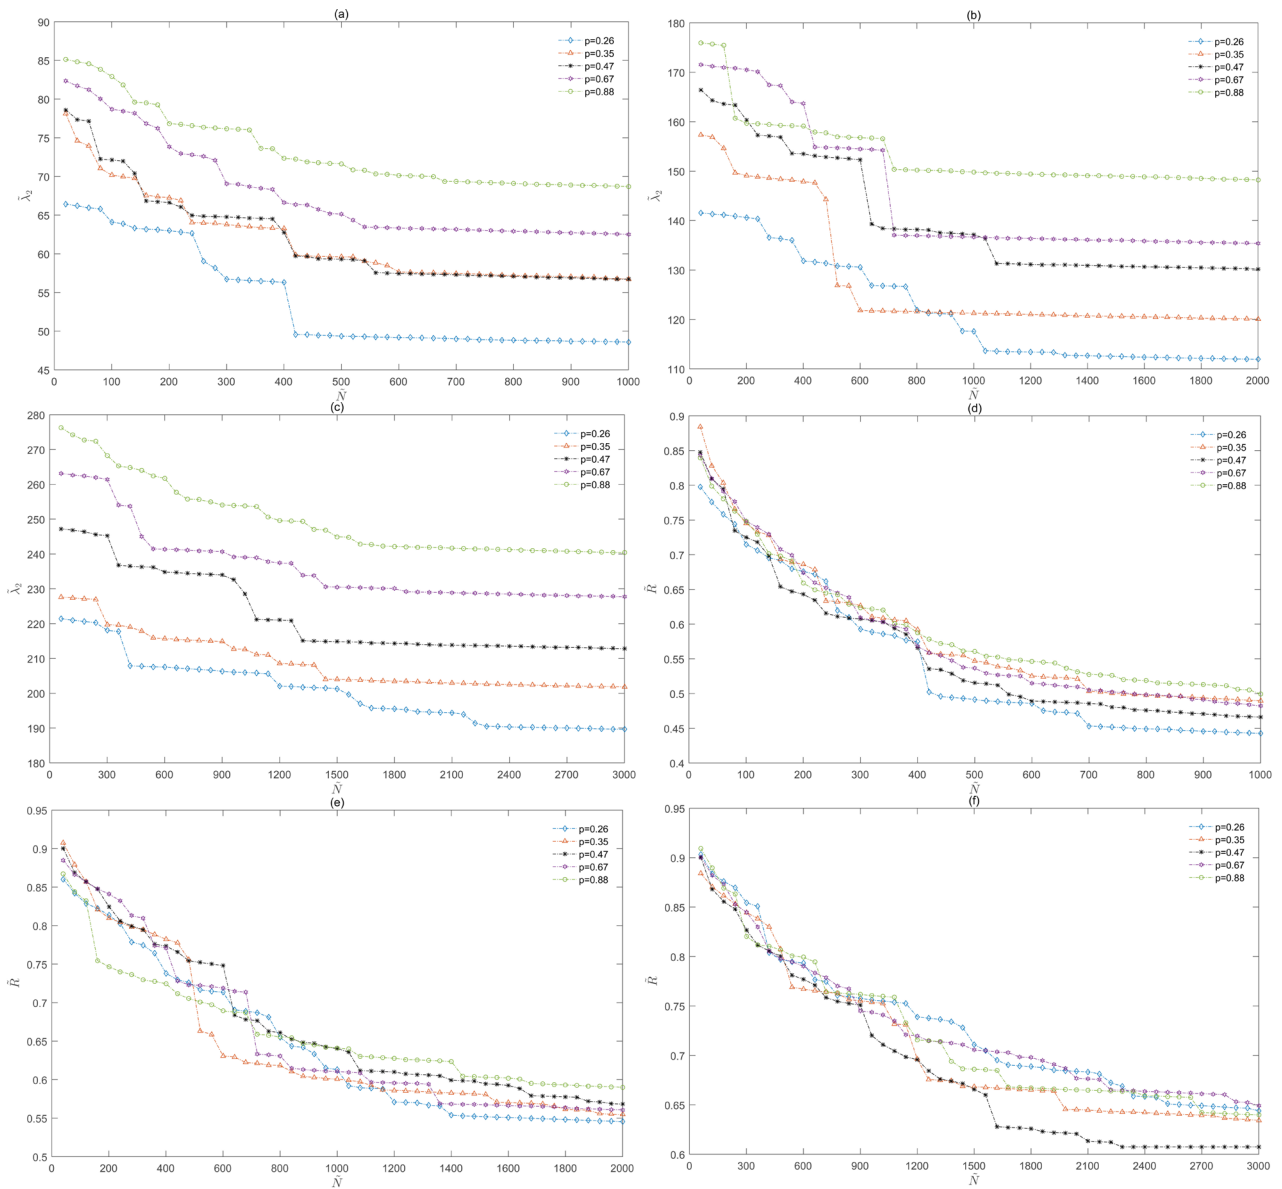 (a)
90
85
80
75
70
65
60
55
50
45
λ̃₂
p=0.26
p=0.35
p=0.47
p=0.67
p=0.88
0 100 200 300 400 500 600 700 800 900 1000
Ñ
(b)
180
170
160
150
140
130
120
110
λ̃₂
p=0.26
p=0.35
p=0.47
p=0.67
p=0.88
0 200 400 600 800 1000 1200 1400 1600 1800 2000
Ñ
(c)
280
270
260
250
240
230
220
210
200
190
180
λ̃₂
p=0.26
p=0.35
p=0.47
p=0.67
p=0.88
0 300 600 900 1200 1500 1800 2100 2400 2700 3000
Ñ
(d)
0.9
0.85
0.8
0.75
0.7
0.65
0.6
0.55
0.5
0.45
0.4
R̃
p=0.26
p=0.35
p=0.47
p=0.67
p=0.88
0 100 200 300 400 500 600 700 800 900 1000
Ñ
(e)
0.95
0.9
0.85
0.8
0.75
0.7
0.65
0.6
0.55
0.5
R̃
p=0.26
p=0.35
p=0.47
p=0.67
p=0.88
0 200 400 600 800 1000 1200 1400 1600 1800 2000
Ñ
(f)
0.95
0.9
0.85
0.8
0.75
0.7
0.65
0.6
R̃
p=0.26
p=0.35
p=0.47
p=0.67
p=0.88
0 300 600 900 1200 1500 1800 2100 2400 2700 3000
Ñ